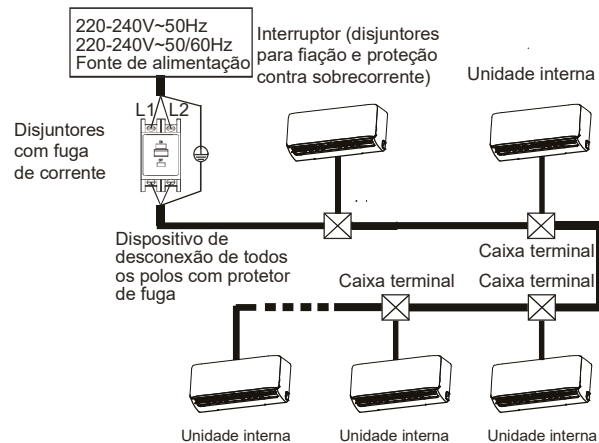 220-240V~50Hz
220-240V~50/60Hz
Fonte de alimentação
Interruptor (disjuntores
para fiação e proteção
contra sobrecorrente)
Unidade interna
L1 L2
Disjuntores
com fuga
de corrente
Dispositivo de
desconexão de todos
os polos com protetor
de fuga
Caixa terminal
Caixa terminal
Caixa terminal
Unidade interna
Unidade interna
Unidade interna